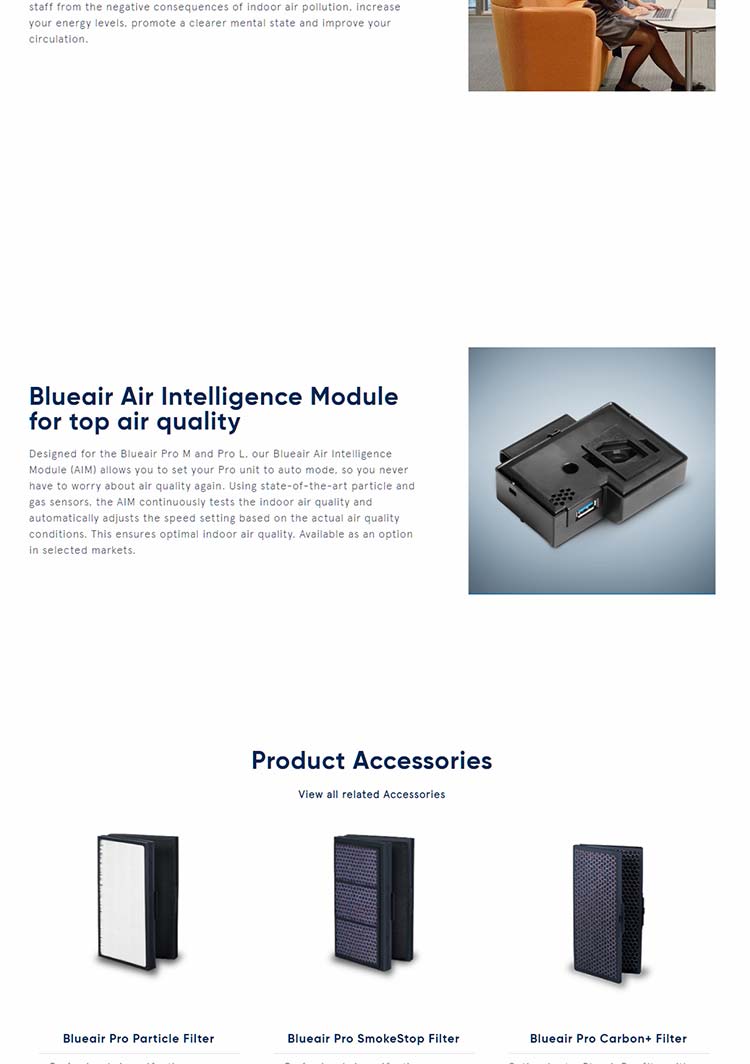 staff from the negative consequences of indoor air pollution, increase
your energy levels, promote a clearer mental state and improve your
circulation.
Blueair Air Intelligence Module
for top air quality
Designed for the Blueair Pro M and Pro L, our Blueair Air Intelligence
Module (AIM) allows you to set your Pro unit to auto mode, so you never
have to worry about air quality again. Using state-of-the-art particle and
gas sensors, the AIM continuously tests the indoor air quality and
automatically adjusts the speed setting based on the actual air quality
conditions. This ensures optimal indoor air quality. Available as an option
in selected markets.
Product Accessories
View all related Accessories
Blueair Pro Particle Filter
Blueair Pro SmokeStop Filter
Blueair Pro Carbon+ Filter